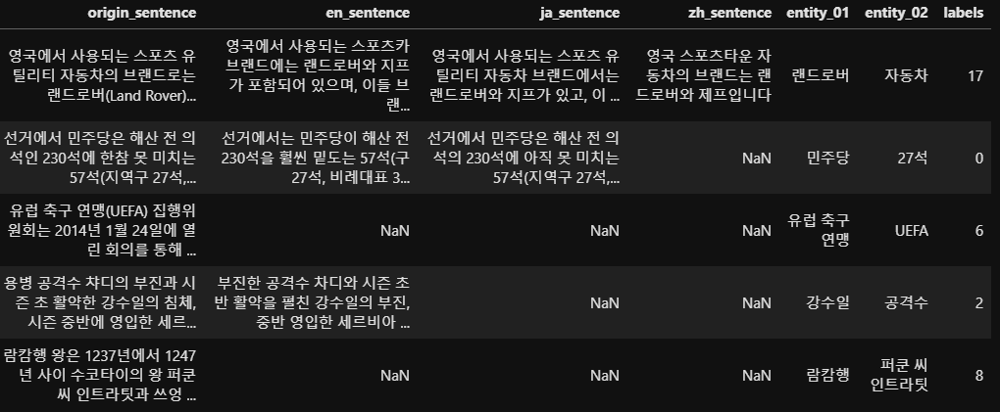 origin_sentence en_sentence ja_sentence zh_sentence entity_01 entity_02 labels
영국에서 사용되는 스포츠 유
틸리티 자동차의 브랜드로는
랜드로버(Land Rover)...
영국에서 사용되는 스포츠카
브랜드에는 랜드로버와 지프
가 포함되어 있으며, 이들 브
랜...
영국에서 사용되는 스포츠 유
틸리티 자동차 브랜드에서는
랜드로버와 지프가 있고, 이 ...
영국 스포츠타운 자
동차의 브랜드는 랜
드로버와 제프입니다
랜드로버
자동차
17
선거에서 민주당은 해산 전 의
석인 230석에 한참 못 미치는
57석(지역구 27석,...
선거에서는 민주당이 해산 전
230석을 훨씬 밑도는 57석(구
27석, 비례대표 3...
선거에서 민주당은 해산 전 의
석의 230석에 아직 못 미치는
57석(지역구 27석,...
NaN
민주당
27석
0
유럽 축구 연맹(UEFA) 집행위
원회는 2014년 1월 24일에 열
린 회의를 통해 ...
NaN
NaN
NaN
유럽 축구
연맹
UEFA
6
용병 공격수 챠디의 부진과 시
즌 초 활약한 강수일의 침체,
시즌 중반에 영입한 세르...
부진한 공격수 차디와 시즌 초
반 활약을 펼친 강수일의 부진,
중반 영입한 세르비아 ...
NaN
NaN
강수일
공격수
2
람캄행 왕은 1237년에서 1247
년 사이 수코타이의 왕 퍼쿤
씨 인트라팃과 쓰엉 ...
NaN
NaN
NaN
람캄행
퍼쿤 씨
인트라팃
8